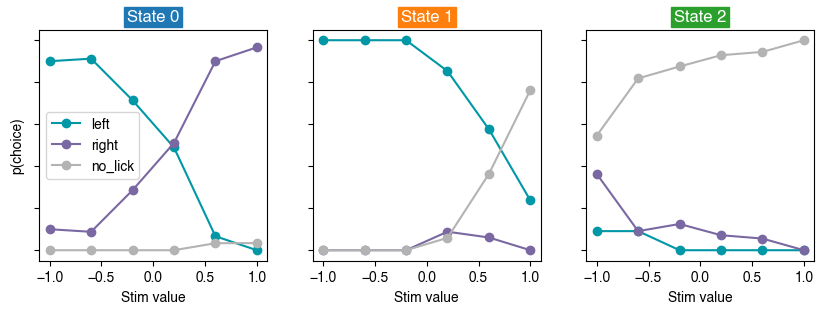 State 0
State 1
State 2
p(choice)
left
right
no_lick
−1.0 −0.5 0.0 0.5 1.0
−1.0 −0.5 0.0 0.5 1.0
−1.0 −0.5 0.0 0.5 1.0
Stim value
Stim value
Stim value